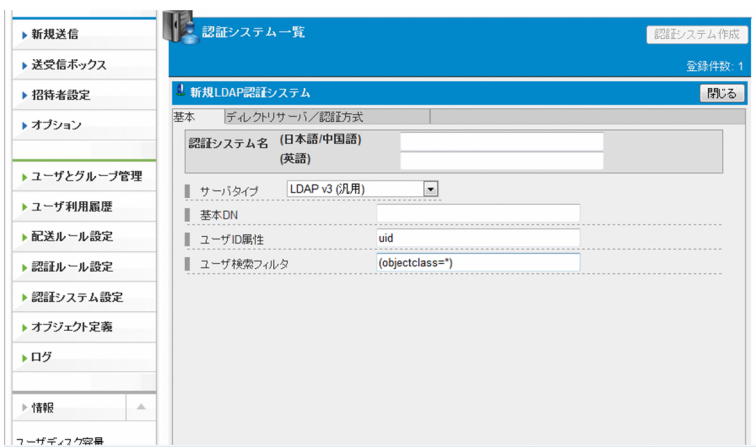 新規送信
送受信ボックス
招待者設定
オプション
ユーザとグループ管理
ユーザ利用履歴
配送ルール設定
認証ルール設定
認証システム設定
オブジェクト定義
ログ
情報
ユーザディスク容量
認証システム一覧
認証システム作成
登録件数: 1
新規LDAP認証システム
閉じる
基本
ディレクトリサーバ／認証方式
認証システム名 (日本語/中国語)
(英語)
サーバタイプ LDAP v3 (汎用)
基本DN
ユーザID属性 uid
ユーザ検索フィルタ (objectclass=*)